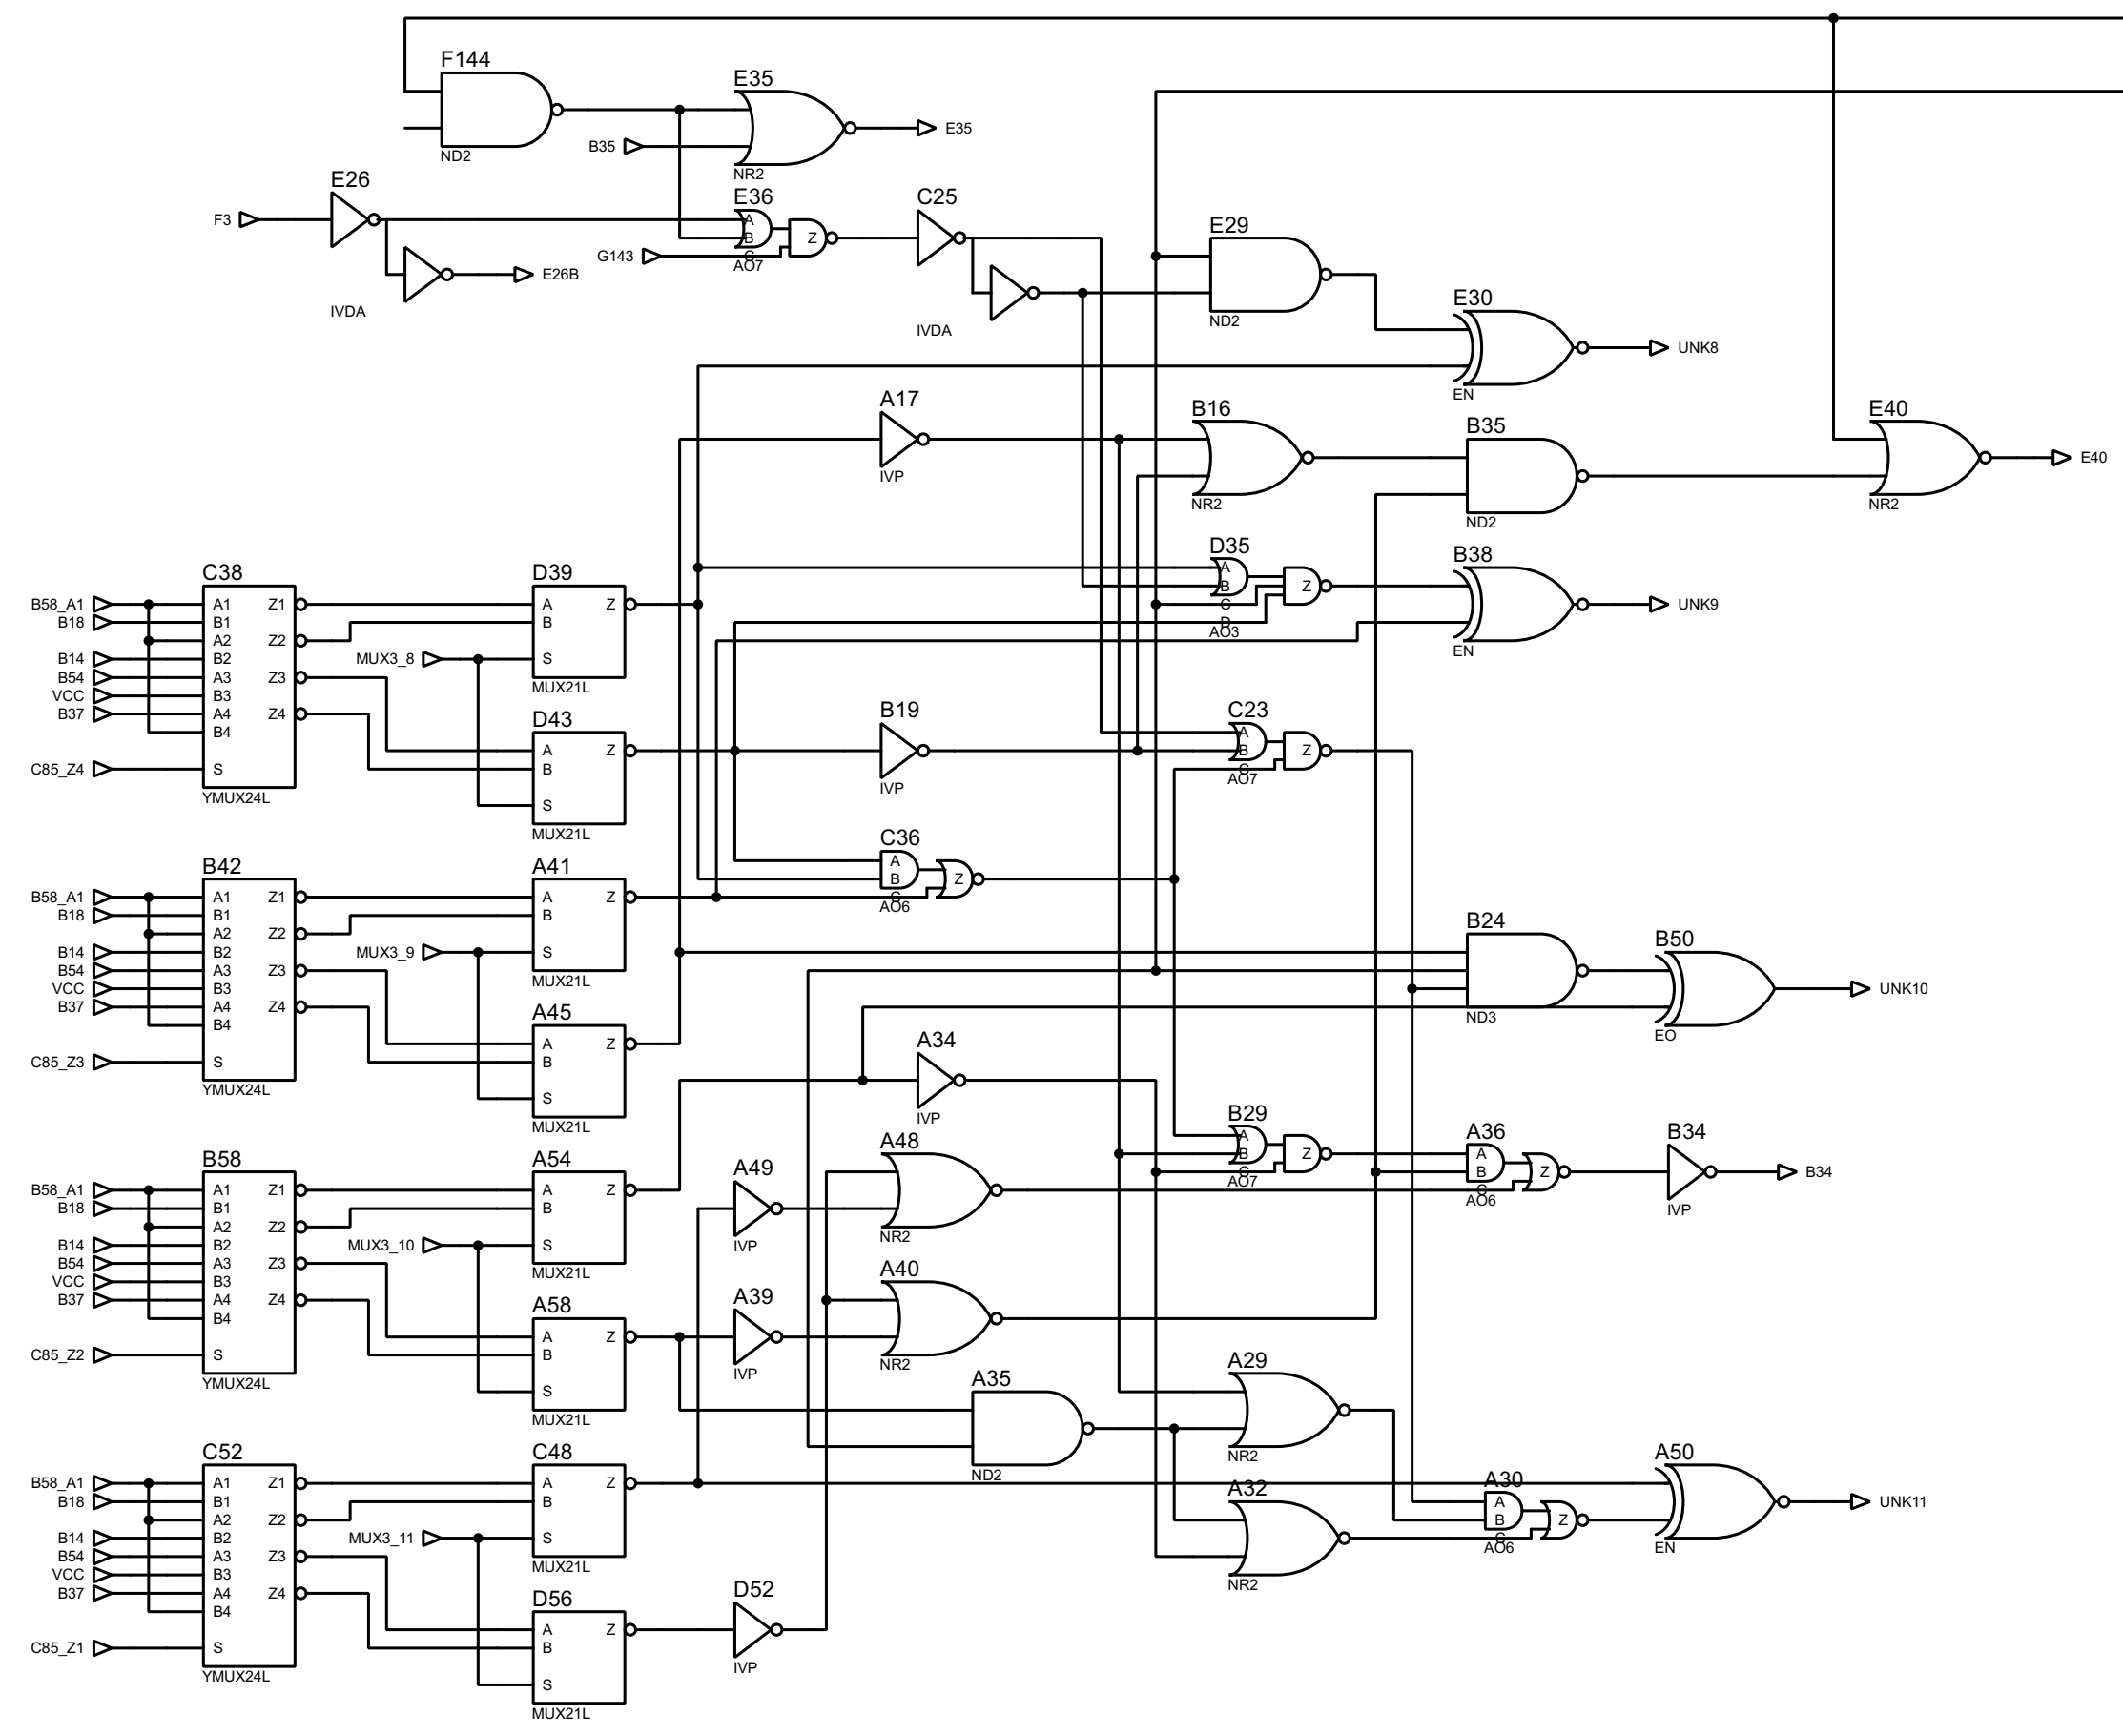 F144
ND2
E35
NR2
B35
E35
E26
F3
E26B
IVDA
E36
A
B
C
Z
AO7
G143
C25
IVDA
E29
ND2
E30
EN
UNK8
A17
IVP
B16
NR2
B35
ND2
E40
NR2
E40
D35
A
B
C
D
Z
AO3
B38
EN
UNK9
C38
B58_A1
B18
B14
B54
VCC
B37
C85_Z4
A1
B1
A2
B2
A3
B3
A4
B4
S
Z1
Z2
Z3
Z4
YMUX24L
MUX3_8
D39
A
B
S
Z
MUX21L
D43
A
B
S
Z
MUX21L
B19
IVP
C23
A
B
C
Z
AO7
C36
A
B
C
Z
AO6
B42
B58_A1
B18
B14
B54
VCC
B37
C85_Z3
A1
B1
A2
B2
A3
B3
A4
B4
S
Z1
Z2
Z3
Z4
YMUX24L
MUX3_9
A41
A
B
S
Z
MUX21L
A45
A
B
S
Z
MUX21L
B24
ND3
B50
EO
UNK10
A34
IVP
B29
A
B
C
Z
AO7
A36
A
B
C
Z
AO6
B34
IVP
B34
B58
B58_A1
B18
B14
B54
VCC
B37
C85_Z2
A1
B1
A2
B2
A3
B3
A4
B4
S
Z1
Z2
Z3
Z4
YMUX24L
MUX3_10
A54
A
B
S
Z
MUX21L
A58
A
B
S
Z
MUX21L
A49
IVP
A48
NR2
A39
IVP
A40
NR2
A35
ND2
A29
NR2
A32
NR2
A30
A
B
C
Z
AO6
A50
EN
UNK11
C52
B58_A1
B18
B14
B54
VCC
B37
C85_Z1
A1
B1
A2
B2
A3
B3
A4
B4
S
Z1
Z2
Z3
Z4
YMUX24L
MUX3_11
C48
A
B
S
Z
MUX21L
D56
A
B
S
Z
MUX21L
D52
IVP